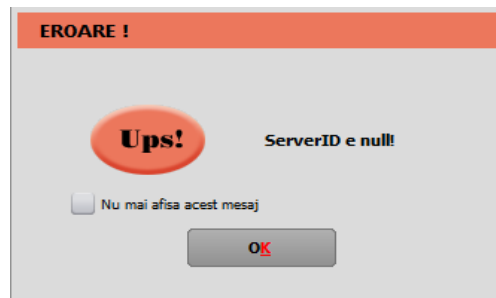 EROARE !
Ups!
ServerID e null!
Nu mai afisa acest mesaj
OK